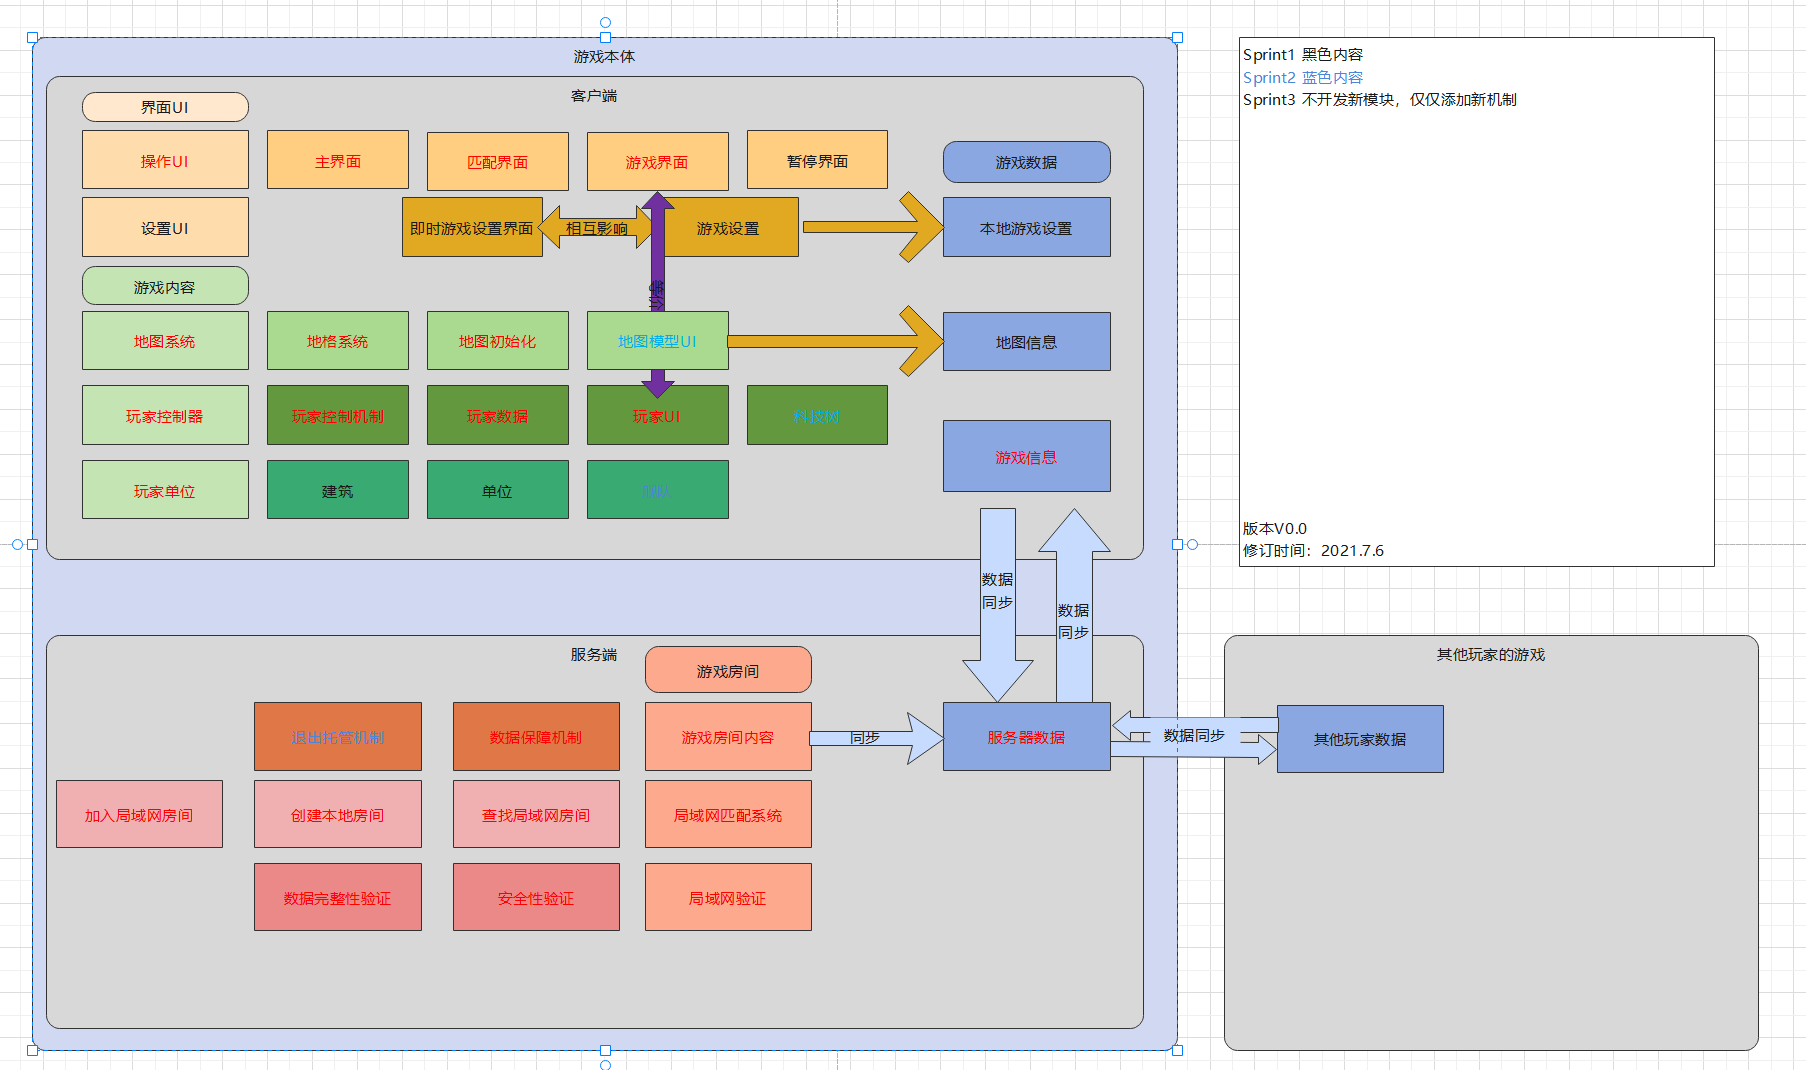 游戏本体
客户端
界面UI
操作UI
主界面
匹配界面
游戏界面
暂停界面
游戏数据
设置UI
即时游戏设置界面
相互影响
游戏设置
本地游戏设置
游戏内容
等价
地图系统
地格系统
地图初始化
地图模型UI
地图信息
玩家控制器
玩家控制机制
玩家数据
玩家UI
科技树
游戏信息
玩家单位
建筑
单位
数据
同步
数据
同步
服务端
游戏房间
退出托管机制
数据保障机制
游戏房间内容
同步
服务器数据
数据同步
加入局域网房间
创建本地房间
查找局域网房间
局域网匹配系统
数据完整性验证
安全性验证
局域网验证
Sprint1 黑色内容
Sprint2 蓝色内容
Sprint3 不开发新模块，仅仅添加新机制
版本V0.0
修订时间：2021.7.6
其他玩家的游戏
其他玩家数据